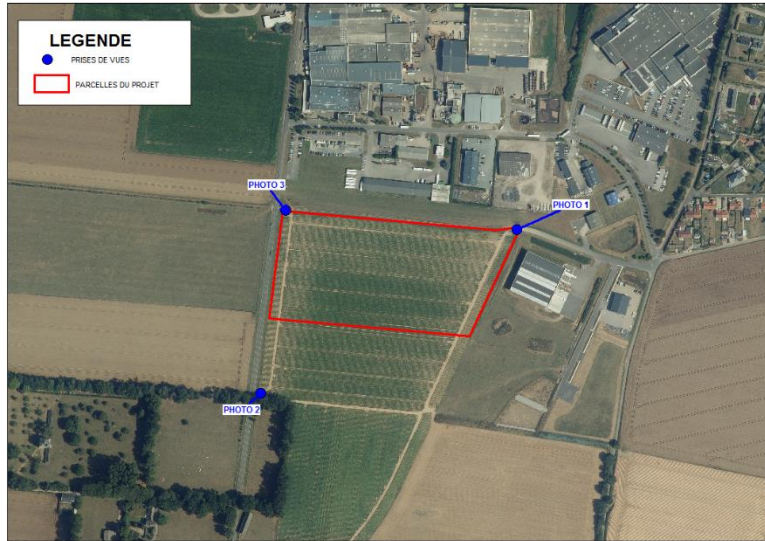 LEGENDE
PRISES DE VUES
PARCELLES DU PROJET
PHOTO 3
PHOTO 1
PHOTO 2